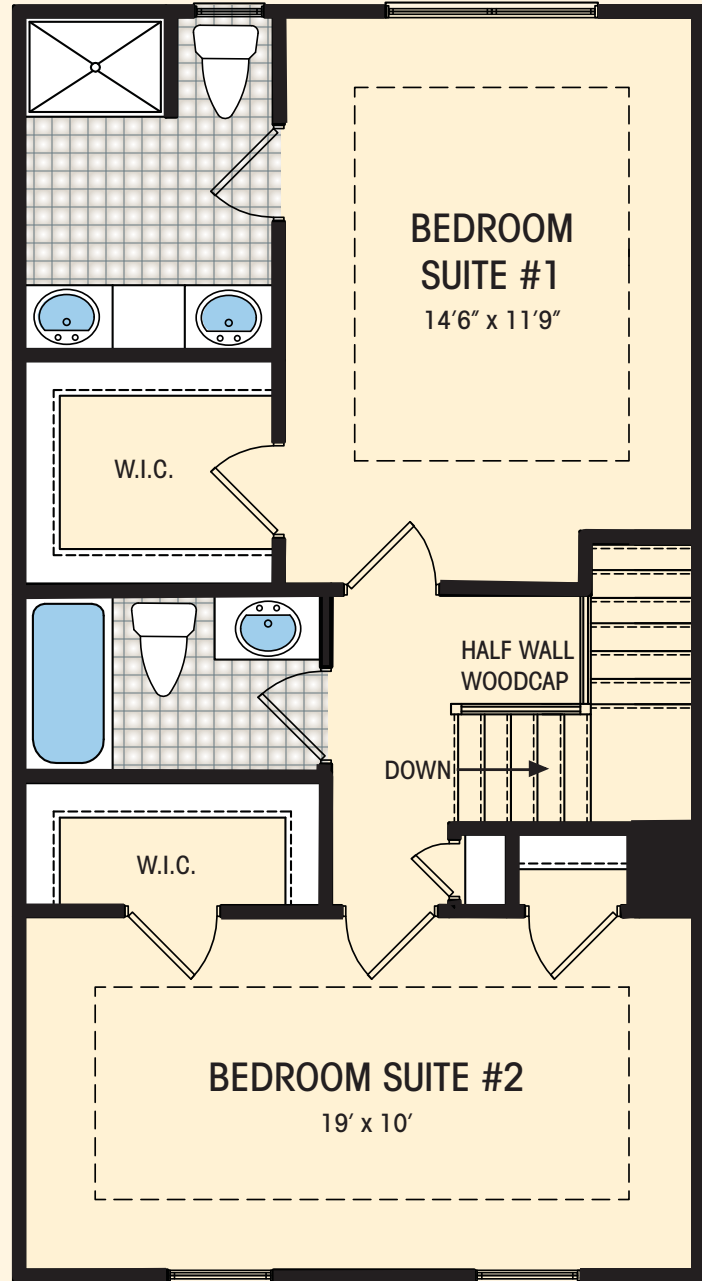 BEDROOM
SUITE #1
14′6″ x 11′9″
W.I.C.
HALF WALL
WOODCAP
DOWN
W.I.C.
BEDROOM SUITE #2
19′ x 10′